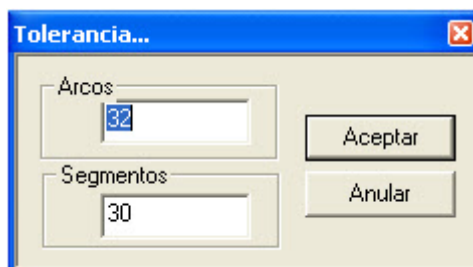 Tolerancia...
Arcos
32
Aceptar
Segmentos
30
Anular